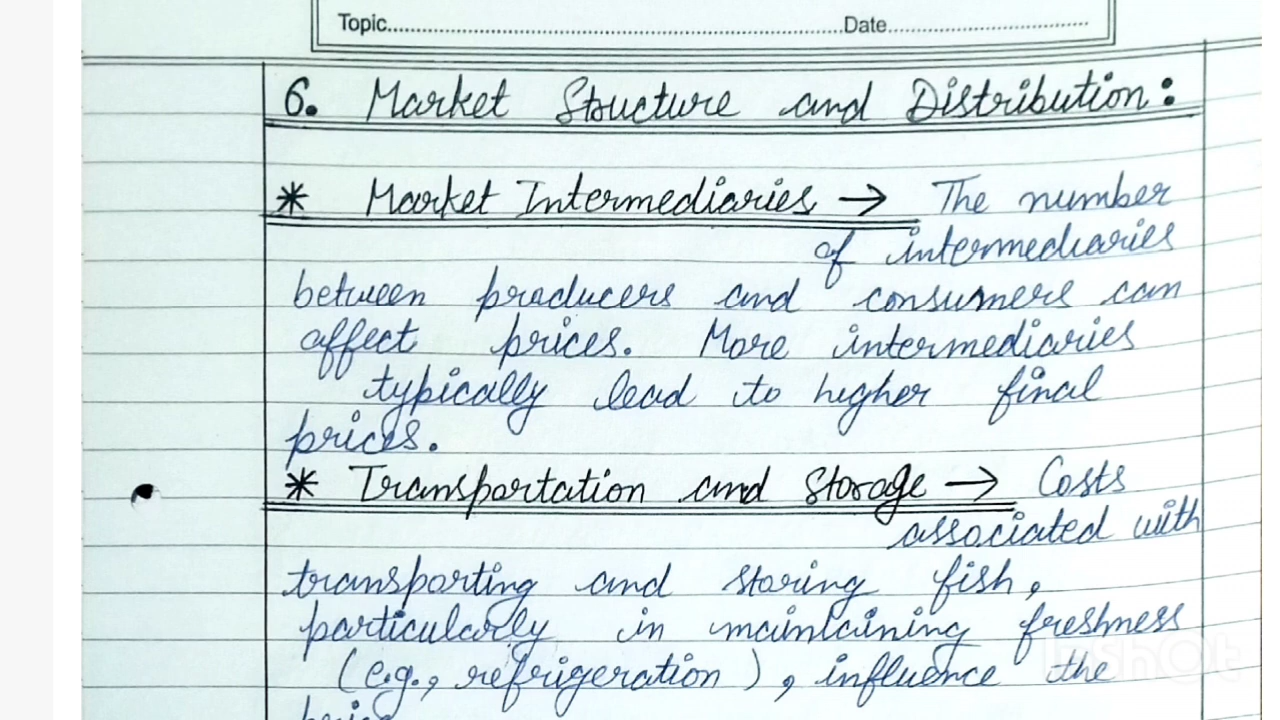 Topic........................Date........................
6. Market Structure and Distribution:
* Market Intermediaries → The number
of intermediaries
between producers and consumers can
affect prices. More intermediaries
typically lead to higher final
prices.
* Transportation and Storage → Costs
associated with
transporting and storing fish,
particularly in maintaining freshness
(e.g., refrigeration), influence the